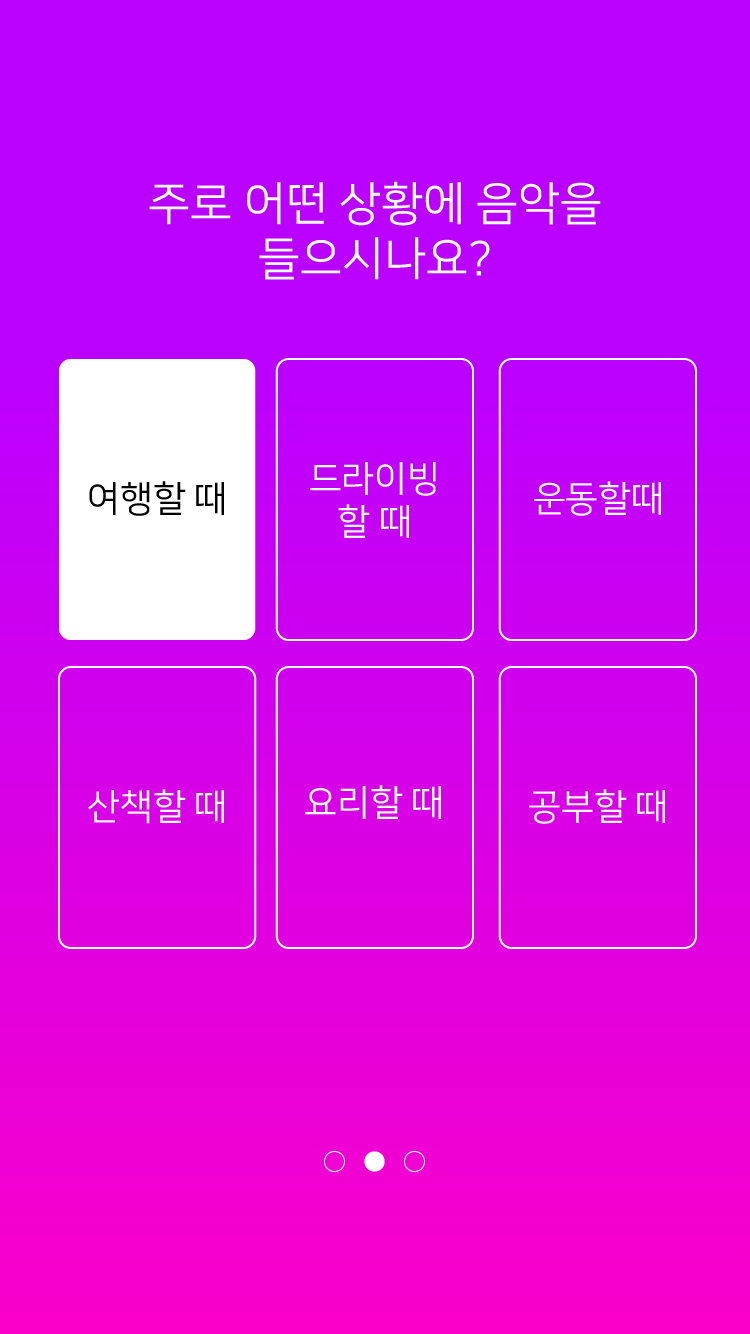 주로 어떤 상황에 음악을
들으시나요?
여행할 때
드라이빙
할 때
운동할때
산책할 때
요리할 때
공부할 때